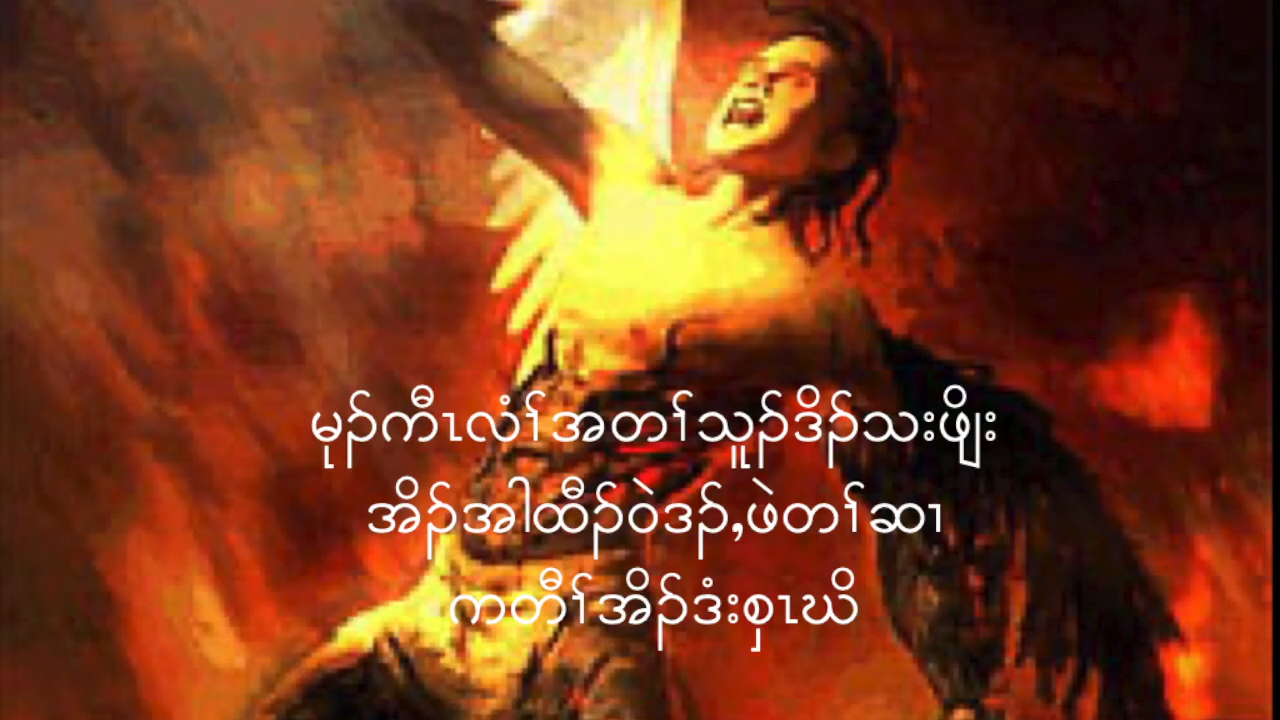 မုၣ်ကီၤလံာ်အတၢ်သူၣ်ဒိၣ်သးဖျိး
အိၣ်အါထီၣ်ဝဲဒၣ်,ဖဲတၢ်ဆၢ
ကတီၢ်အိၣ်ဒံးစှၤဃိ